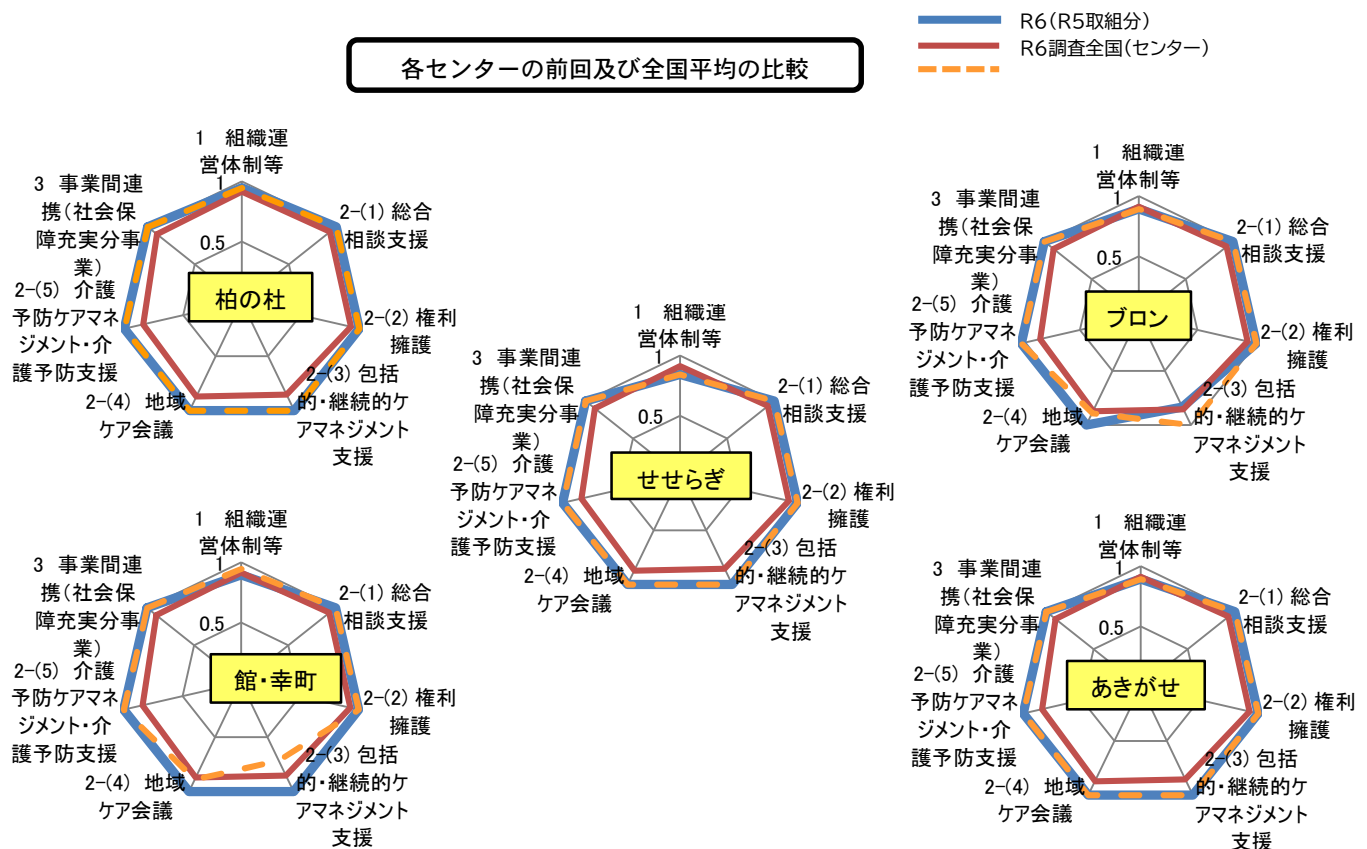 R6（R5取組分）
R6調査全国（センター）
各センターの前回及び全国平均の比較
1　組織運
営体制等
1
0.5
2-(1) 総合
相談支援
2-(2) 権利
擁護
2-(3) 包括
的・継続的ケ
アマネジメント
支援
2-(4) 地域
ケア会議
2-(5) 介護
予防ケアマネ
ジメント・介
護予防支援
3 事業間連
携（社会保
障充実分事
業）
柏の杜
1　組織運
営体制等
1
0.5
2-(1) 総合
相談支援
2-(2) 権利
擁護
2-(3) 包括
的・継続的ケ
アマネジメント
支援
2-(4) 地域
ケア会議
2-(5) 介護
予防ケアマネ
ジメント・介
護予防支援
3 事業間連
携（社会保
障充実分事
業）
ブロン
1　組織運
営体制等
1
0.5
2-(1) 総合
相談支援
2-(2) 権利
擁護
2-(3) 包括
的・継続的ケ
アマネジメント
支援
2-(4) 地域
ケア会議
2-(5) 介護
予防ケアマネ
ジメント・介
護予防支援
3 事業間連
携（社会保
障充実分事
業）
せせらぎ
1　組織運
営体制等
1
0.5
2-(1) 総合
相談支援
2-(2) 権利
擁護
2-(3) 包括
的・継続的ケ
アマネジメント
支援
2-(4) 地域
ケア会議
2-(5) 介護
予防ケアマネ
ジメント・介
護予防支援
3 事業間連
携（社会保
障充実分事
業）
館・幸町
1　組織運
営体制等
1
0.5
2-(1) 総合
相談支援
2-(2) 権利
擁護
2-(3) 包括
的・継続的ケ
アマネジメント
支援
2-(4) 地域
ケア会議
2-(5) 介護
予防ケアマネ
ジメント・介
護予防支援
3 事業間連
携（社会保
障充実分事
業）
あきがせ